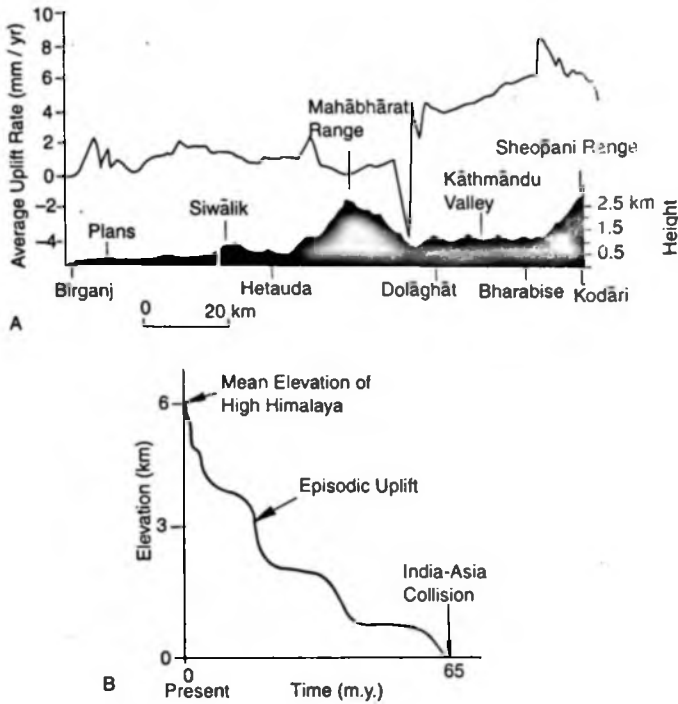 Average Uplift Rate (mm / yr)
10
8
6
4
2
0
−2
−4
Mahābhārat
Range
Sheopāni Range
Kāthmāndu
Valley
Siwālik
Plans
2.5 km
1.5
0.5
Height
Birganj
Hetauda
Dolāghāt
Bharabise
Kodāri
0
20 km
A
Mean Elevation of
High Himalaya
6
Episodic Uplift
Elevation (km)
3
India-Asia
Collision
0
0
65
B
Present
Time (m.y.)